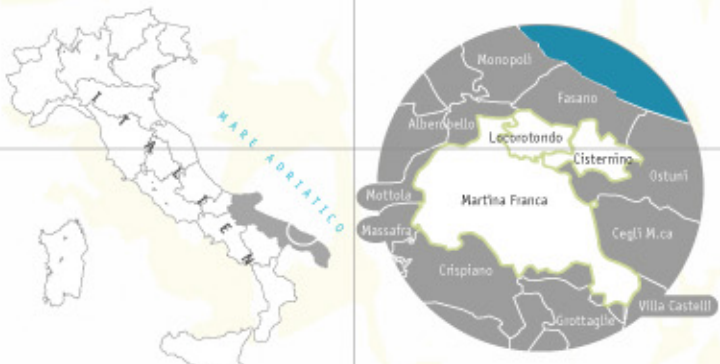 ITALIEN
MARE ADRIATICO
Monopoli
Fasano
Alberobello
Locorotondo
Cisternino
Ostuni
Mottola
Martina Franca
Massafra
Cegli M.ca
Crispiano
Villa Castelli
Grottaglie